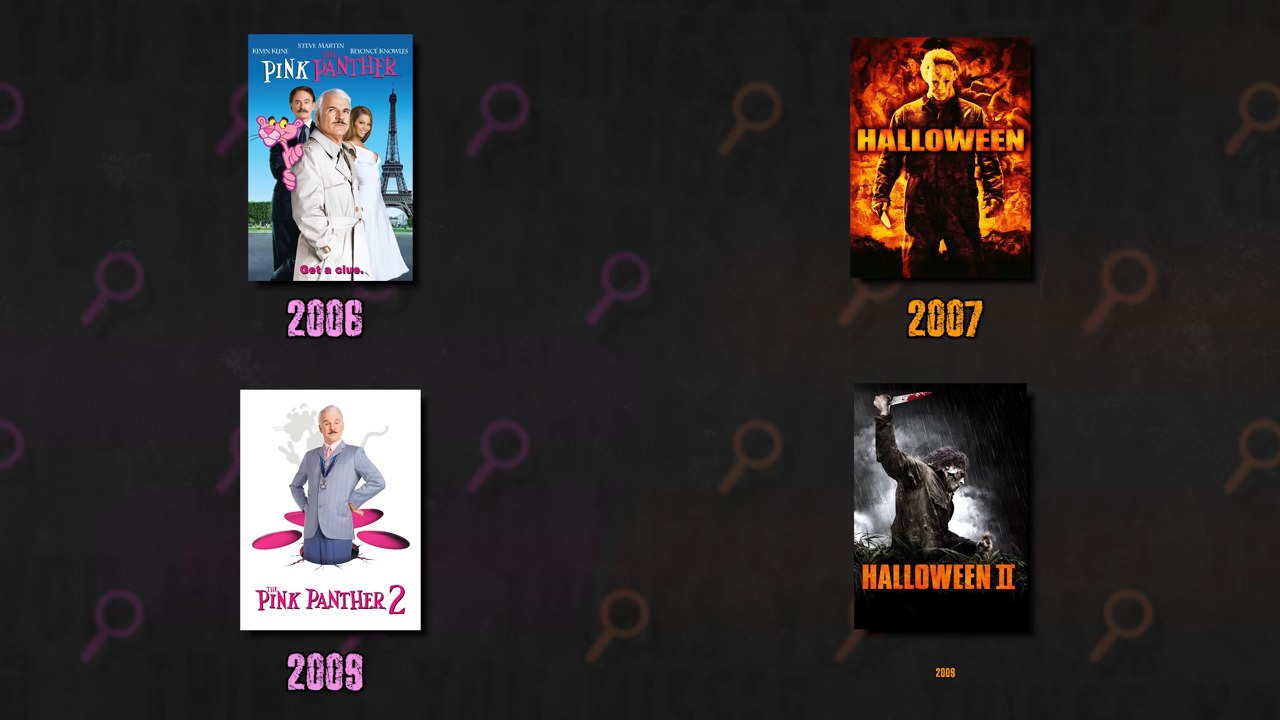 KEVIN KLINE STEVE MARTIN BEYONCÉ KNOWLES
THE
PINK PANTHER
Get a clue.
2006
HALLOWEEN
2007
THE
PINK PANTHER 2
2009
HALLOWEEN II
2009